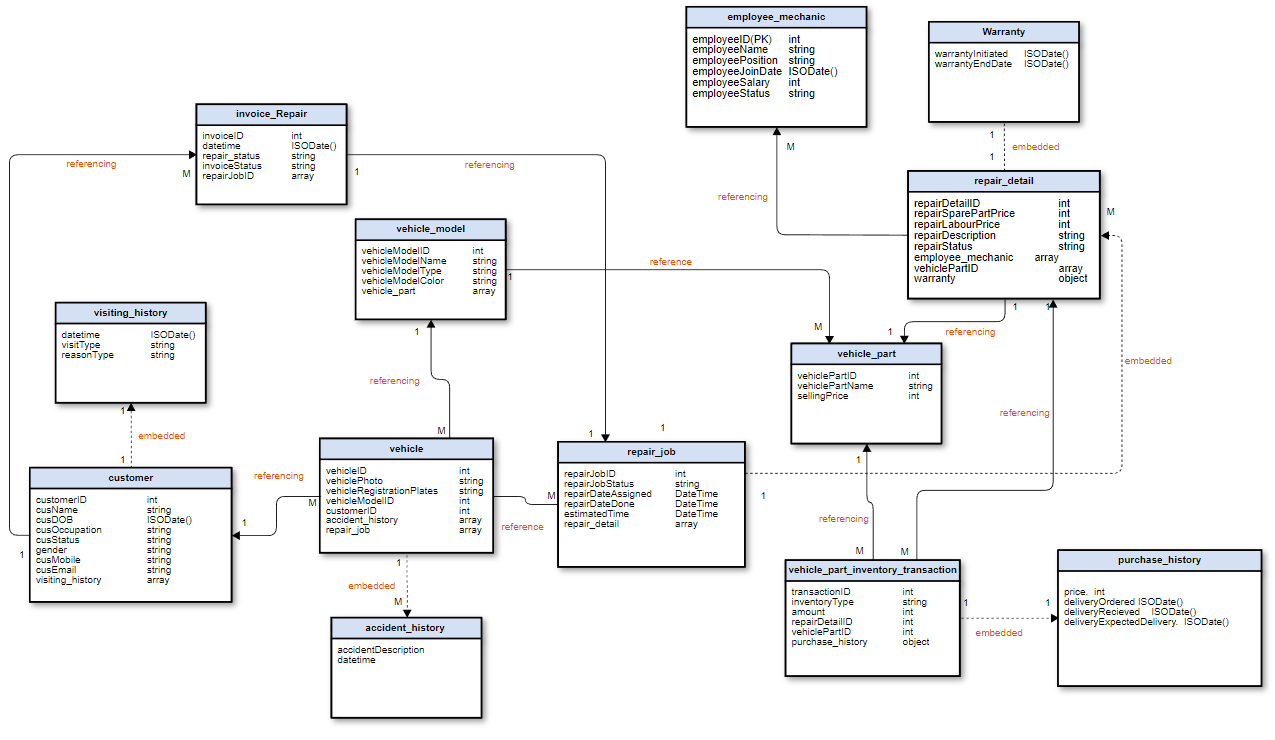 employee_mechanic
employeeID(PK) int
employeeName string
employeePosition string
employeeJoinDate ISODate()
employeeSalary int
employeeStatus string
M
referencing
Warranty
warrantyInitiated ISODate()
warrantyEndDate ISODate()
1
embedded
1
invoice_Repair
invoiceID int
datetime ISODate()
repair_status string
invoiceStatus string
repairJobID array
referencing
M
1
referencing
repair_detail
repairDetailID int
repairSparePartPrice int
repairLabourPrice int
repairDescription string
repairStatus string
employee_mechanic array
vehiclePartID array
warranty object
M
1
1
1
referencing
vehicle_model
vehicleModelID int
vehicleModelName string
vehicleModelType string
vehicleModelColor string
vehicle_part array
1
reference
M
1
referencing
M
visiting_history
datetime ISODate()
visitType string
reasonType string
1
embedded
1
vehicle_part
vehiclePartID int
vehiclePartName string
sellingPrice int
embedded
referencing
1
referencing
M
M
customer
customerID int
cusName string
cusDOB ISODate()
cusOccupation string
cusStatus string
gender string
cusMobile string
cusEmail string
visiting_history array
1
referencing
M
1
vehicle
vehicleID int
vehiclePhoto string
vehicleRegistrationPlates string
vehicleModelID int
customerID int
accident_history array
repair_job array
M
reference
1
1
repair_job
repairJobID int
repairJobStatus string
repairDateAssigned DateTime
repairDateDone DateTime
estimatedTime DateTime
repair_detail array
1
1
embedded
M
accident_history
accidentDescription
datetime
vehicle_part_inventory_transaction
transactionID int
inventoryType string
amount int
repairDetailID int
vehiclePartID int
purchase_history object
1
1
embedded
purchase_history
price. int
deliveryOrdered ISODate()
deliveryRecieved ISODate()
deliveryExpectedDelivery. ISODate()